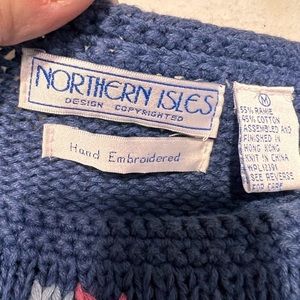 NORTHERN ISLES
DESIGN - COPYRIGHTED
Hand Embroidered
M
55% RAMIE
45% COTTON
ASSEMBLED AND
FINISHED IN
HONG KONG
KNIT IN CHINA
SEE REVERSE
FOR CARE